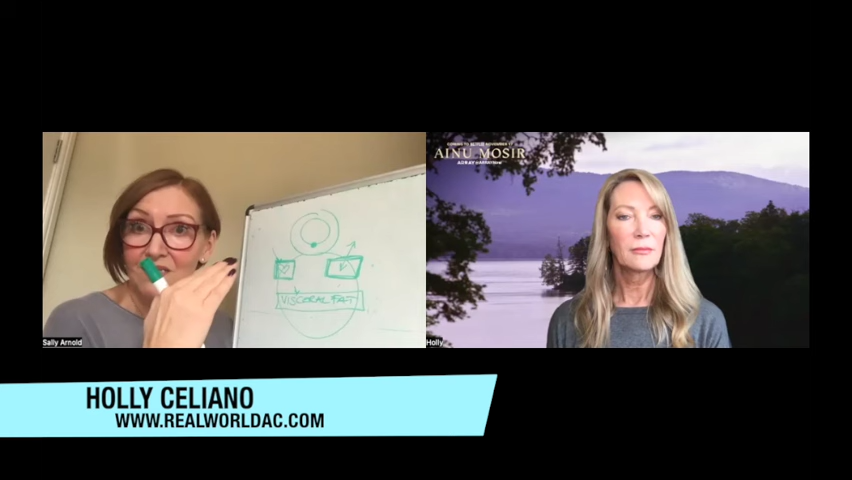 AINU MOSIR
VISCERAL FAT
Sally Arnold
Holly
HOLLY CELIANO
WWW.REALWORLDAC.COM